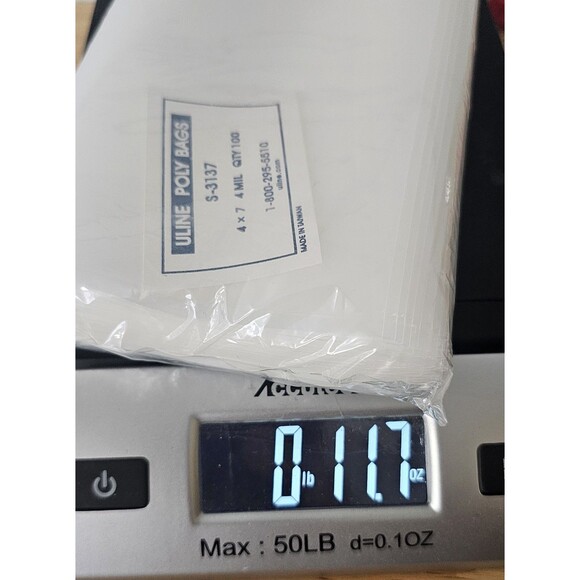 ULINE POLY BAGS
S-3137
4 x 7 4 MIL QTY 100
1-800-295-5510
uline.com
MADE IN TAIWAN
0 lb 11.7 oz
Max : 50LB d=0.1OZ